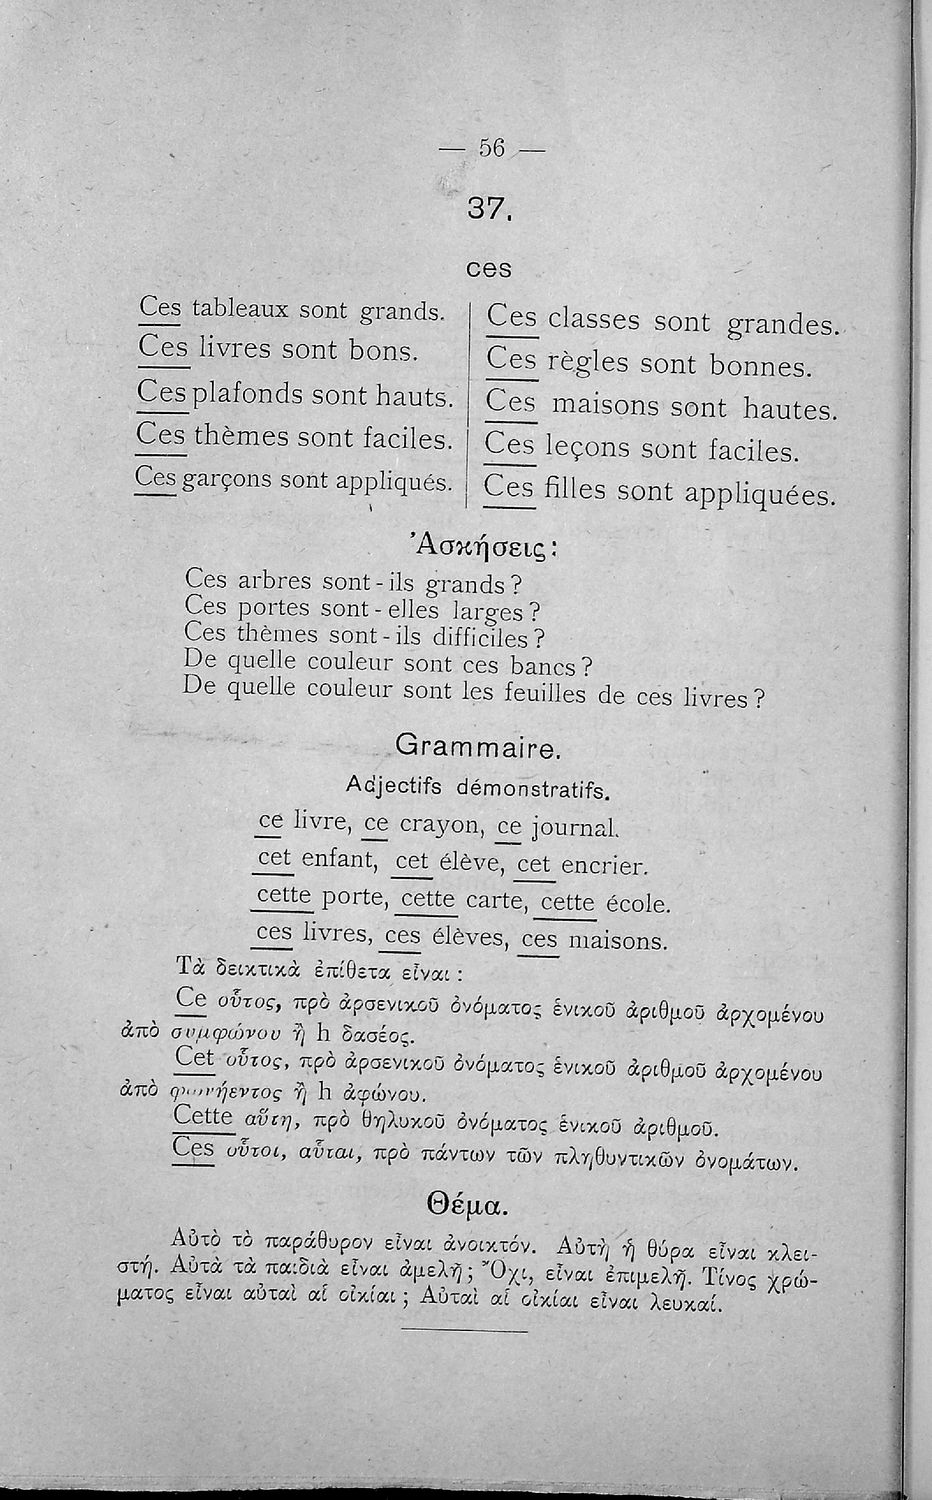 — 56 —
37.
ces
Ces tableaux sont grands.
Ces livres sont bons.
Ces plafonds sont hauts.
Ces thèmes sont faciles.
Ces garçons sont appliqués.
Ces classes sont grandes.
Ces règles sont bonnes.
Ces maisons sont hautes.
Ces leçons sont faciles.
Ces filles sont appliquées.
Ἀσκήσεις :
Ces arbres sont - ils grands ?
Ces portes sont - elles larges ?
Ces thèmes sont - ils difficiles ?
De quelle couleur sont ces bancs ?
De quelle couleur sont les feuilles de ces livres ?
Grammaire.
Adjectifs démonstratifs.
ce livre, ce crayon, ce journal.
cet enfant, cet élève, cet encrier.
cette porte, cette carte, cette école.
ces livres, ces élèves, ces maisons.
Τὰ δεικτικὰ ἐπίθετα εἶναι :
Ce οὗτος, πρὸ ἀρσενικοῦ ὀνόματος ἑνικοῦ ἀριθμοῦ ἀρχομένου
ἀπὸ συμφώνου ἢ h δασέος.
Cet οὗτος, πρὸ ἀρσενικοῦ ὀνόματος ἑνικοῦ ἀριθμοῦ ἀρχομένου
ἀπὸ φωνήεντος ἢ h ἀφώνου.
Cette αὕτη, πρὸ θηλυκοῦ ὀνόματος ἑνικοῦ ἀριθμοῦ.
Ces οὗτοι, αὗται, πρὸ πάντων τῶν πληθυντικῶν ὀνομάτων.
Θέμα.
Αὐτὸ τὸ παράθυρον εἶναι ἀνοικτόν. Αὐτὴ ἡ θύρα εἶναι κλει-
στή. Αὐτὰ τὰ παιδιὰ εἶναι ἀμελῆ ; Ὄχι, εἶναι ἐπιμελῆ. Τίνος χρώ-
ματος εἶναι αὐταὶ αἱ οἰκίαι ; Αὐταὶ αἱ οἰκίαι εἶναι λευκαί.